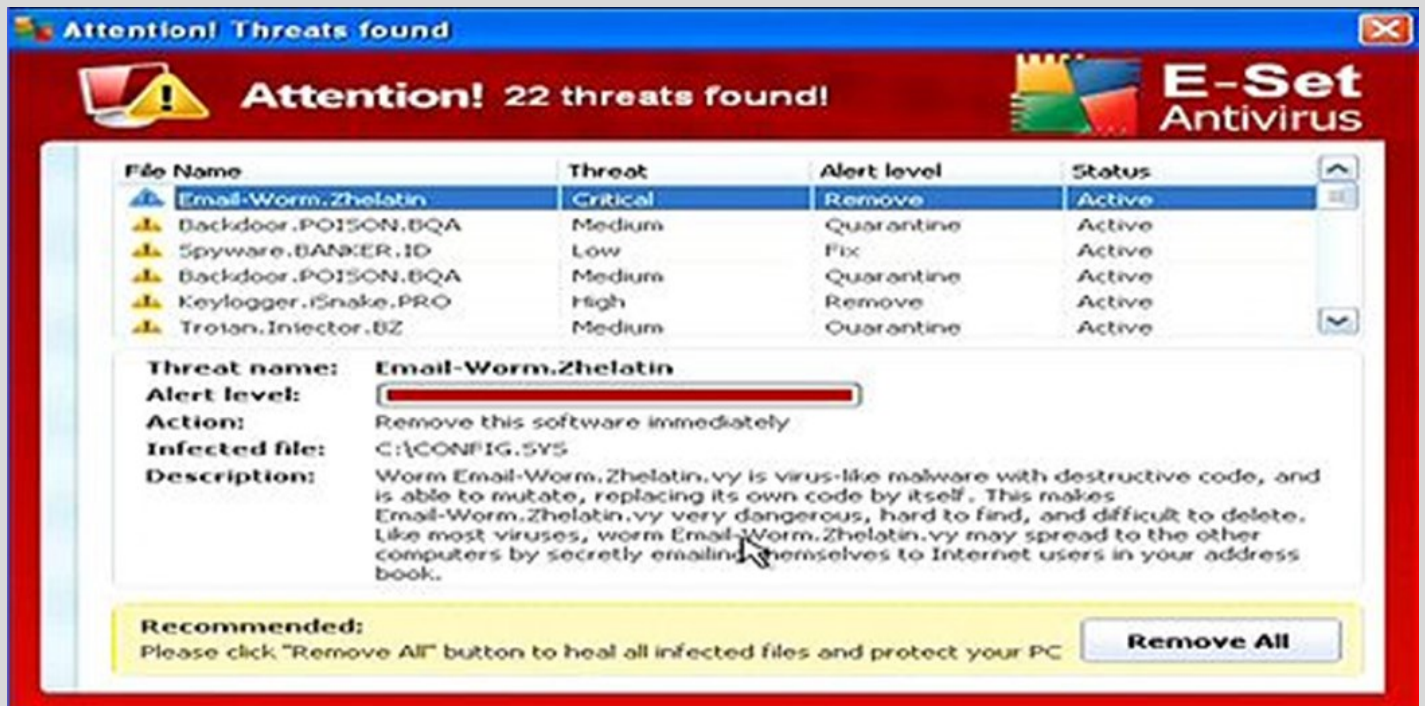 Attention! Threats found
Attention! 22 threats found!
E-Set
Antivirus
File Name Threat Alert level Status
Email-Worm.Zhelatin Critical Remove Active
Backdoor.POISON.BQA Medium Quarantine Active
Spyware.BANKER.ID Low Fix Active
Backdoor.POISON.BQA Medium Quarantine Active
Keylogger.iSnake.PRO High Remove Active
Trojan.Injector.BZ Medium Quarantine Active
Threat name: Email-Worm.Zhelatin
Alert level:
Action: Remove this software immediately
Infected file: C:\CONFIG.SYS
Description: Worm Email-Worm.Zhelatin.vy is virus-like malware with destructive code, and
is able to mutate, replacing its own code by itself. This makes
Email-Worm.Zhelatin.vy very dangerous, hard to find, and difficult to delete.
Like most viruses, worm Email-Worm.Zhelatin.vy may spread to the other
computers by secretly emailing themselves to Internet users in your address
book.
Recommended:
Please click "Remove All" button to heal all infected files and protect your PC
Remove All